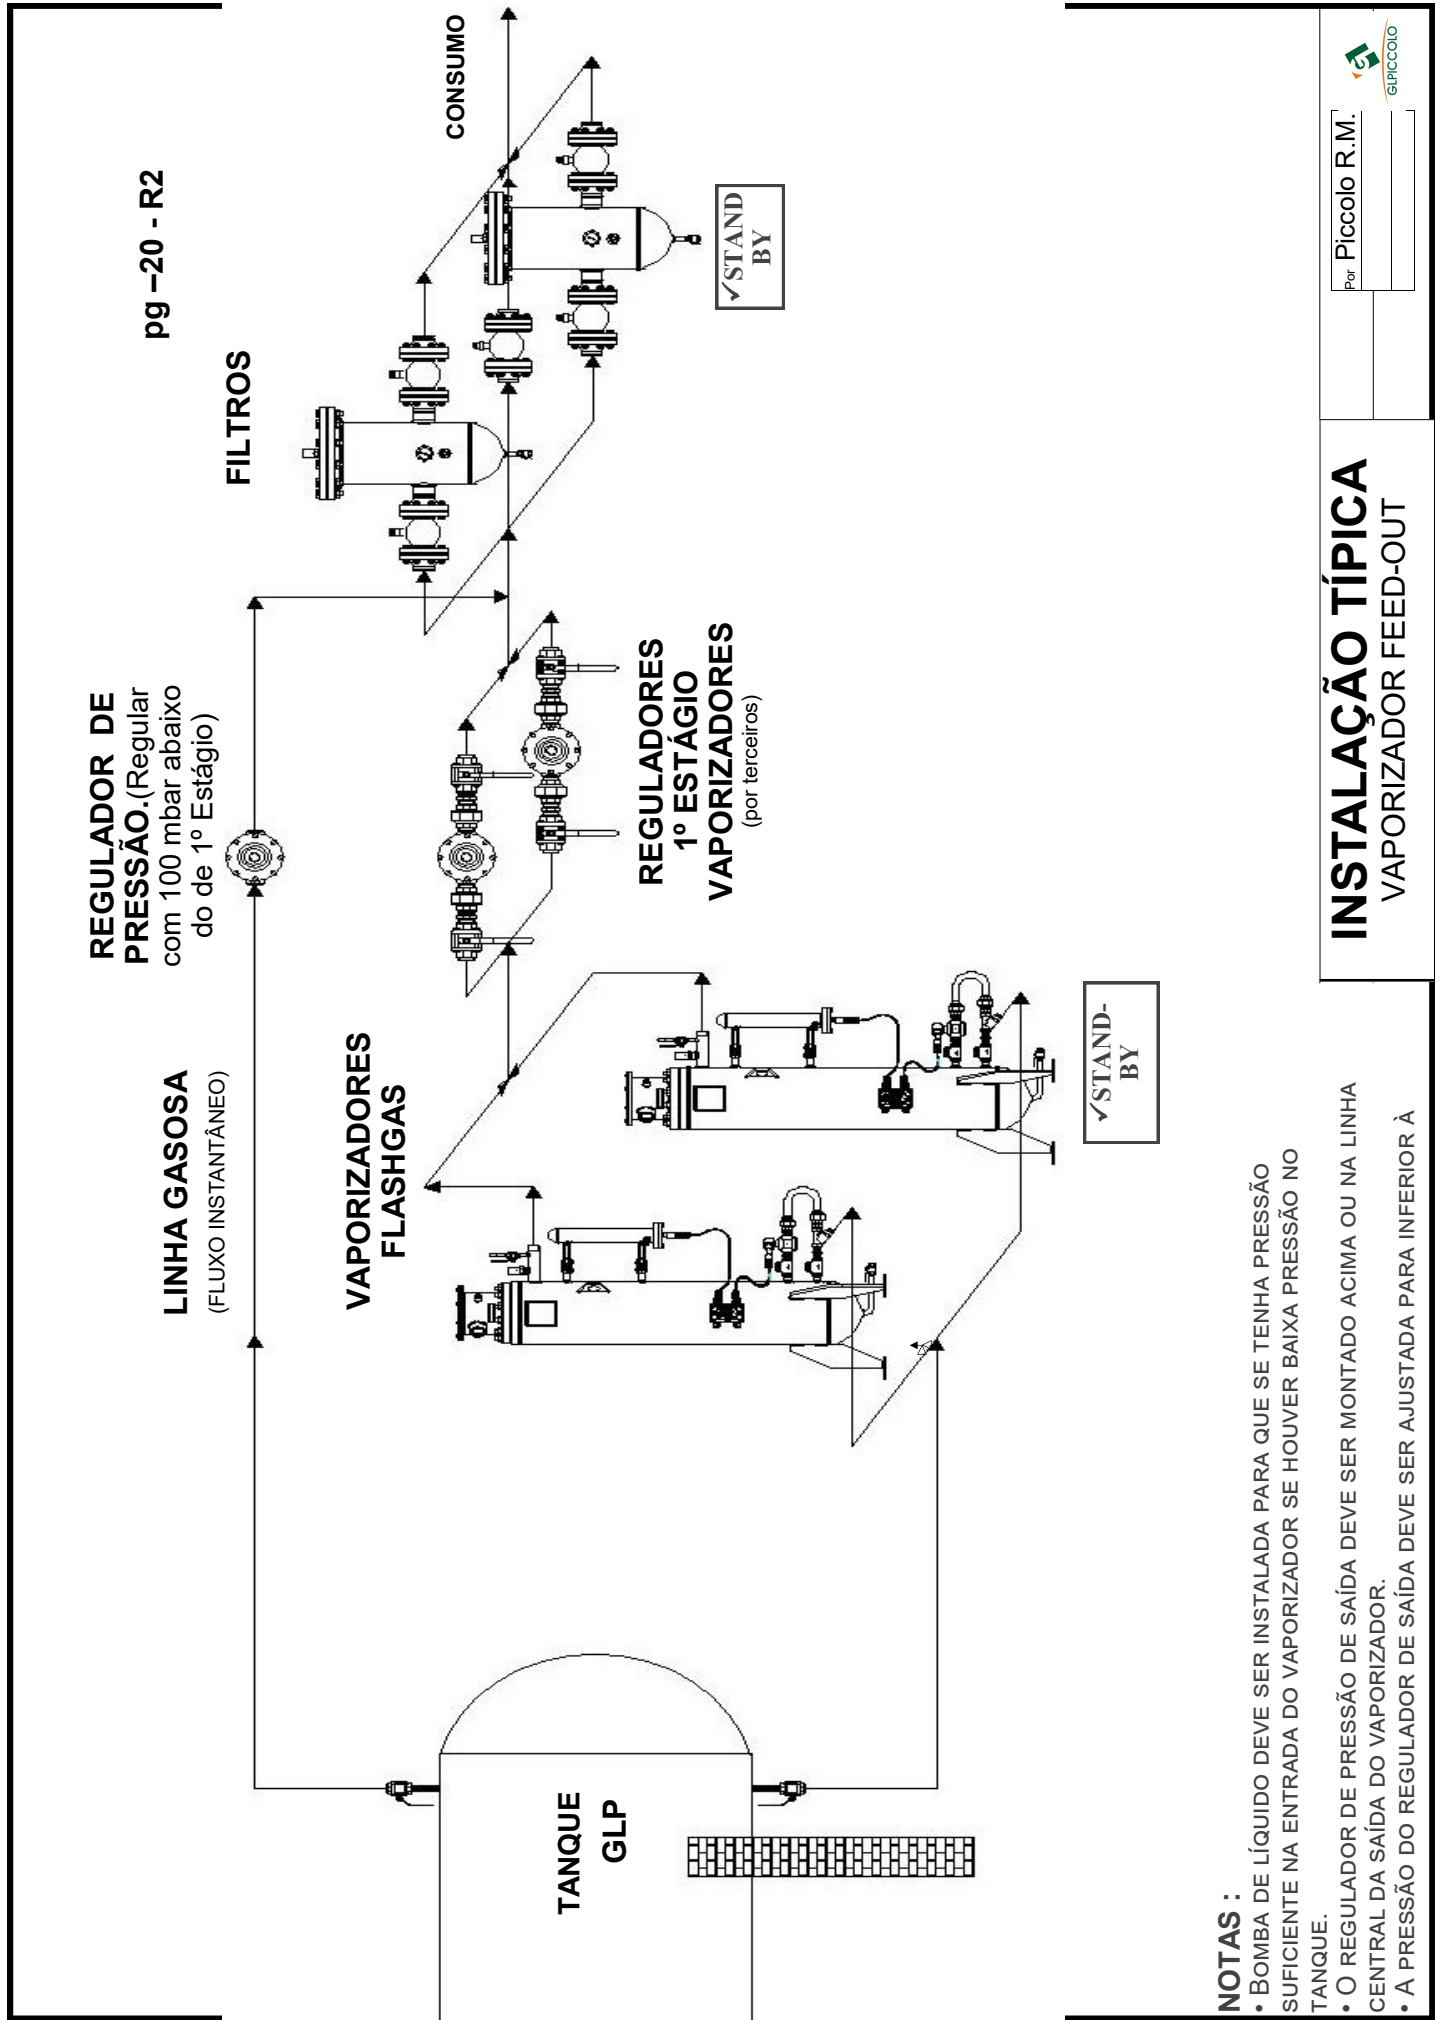 pg –20 - R2
CONSUMO
FILTROS
✓STAND
BY
REGULADOR DE
PRESSÃO.(Regular
com 100 mbar abaixo
do de 1º Estágio)
REGULADORES
1º ESTÁGIO
VAPORIZADORES
(por terceiros)
LINHA GASOSA
(FLUXO INSTANTÂNEO)
VAPORIZADORES
FLASHGAS
✓STAND-
BY
TANQUE
GLP
NOTAS :
• BOMBA DE LÍQUIDO DEVE SER INSTALADA PARA QUE SE TENHA PRESSÃO
SUFICIENTE NA ENTRADA DO VAPORIZADOR SE HOUVER BAIXA PRESSÃO NO
TANQUE.
• O REGULADOR DE PRESSÃO DE SAÍDA DEVE SER MONTADO ACIMA OU NA LINHA
CENTRAL DA SAÍDA DO VAPORIZADOR.
• A PRESSÃO DO REGULADOR DE SAÍDA DEVE SER AJUSTADA PARA INFERIOR À
INSTALAÇÃO TÍPICA
VAPORIZADOR FEED-OUT
Por Piccolo R.M.
GLPICCOLO